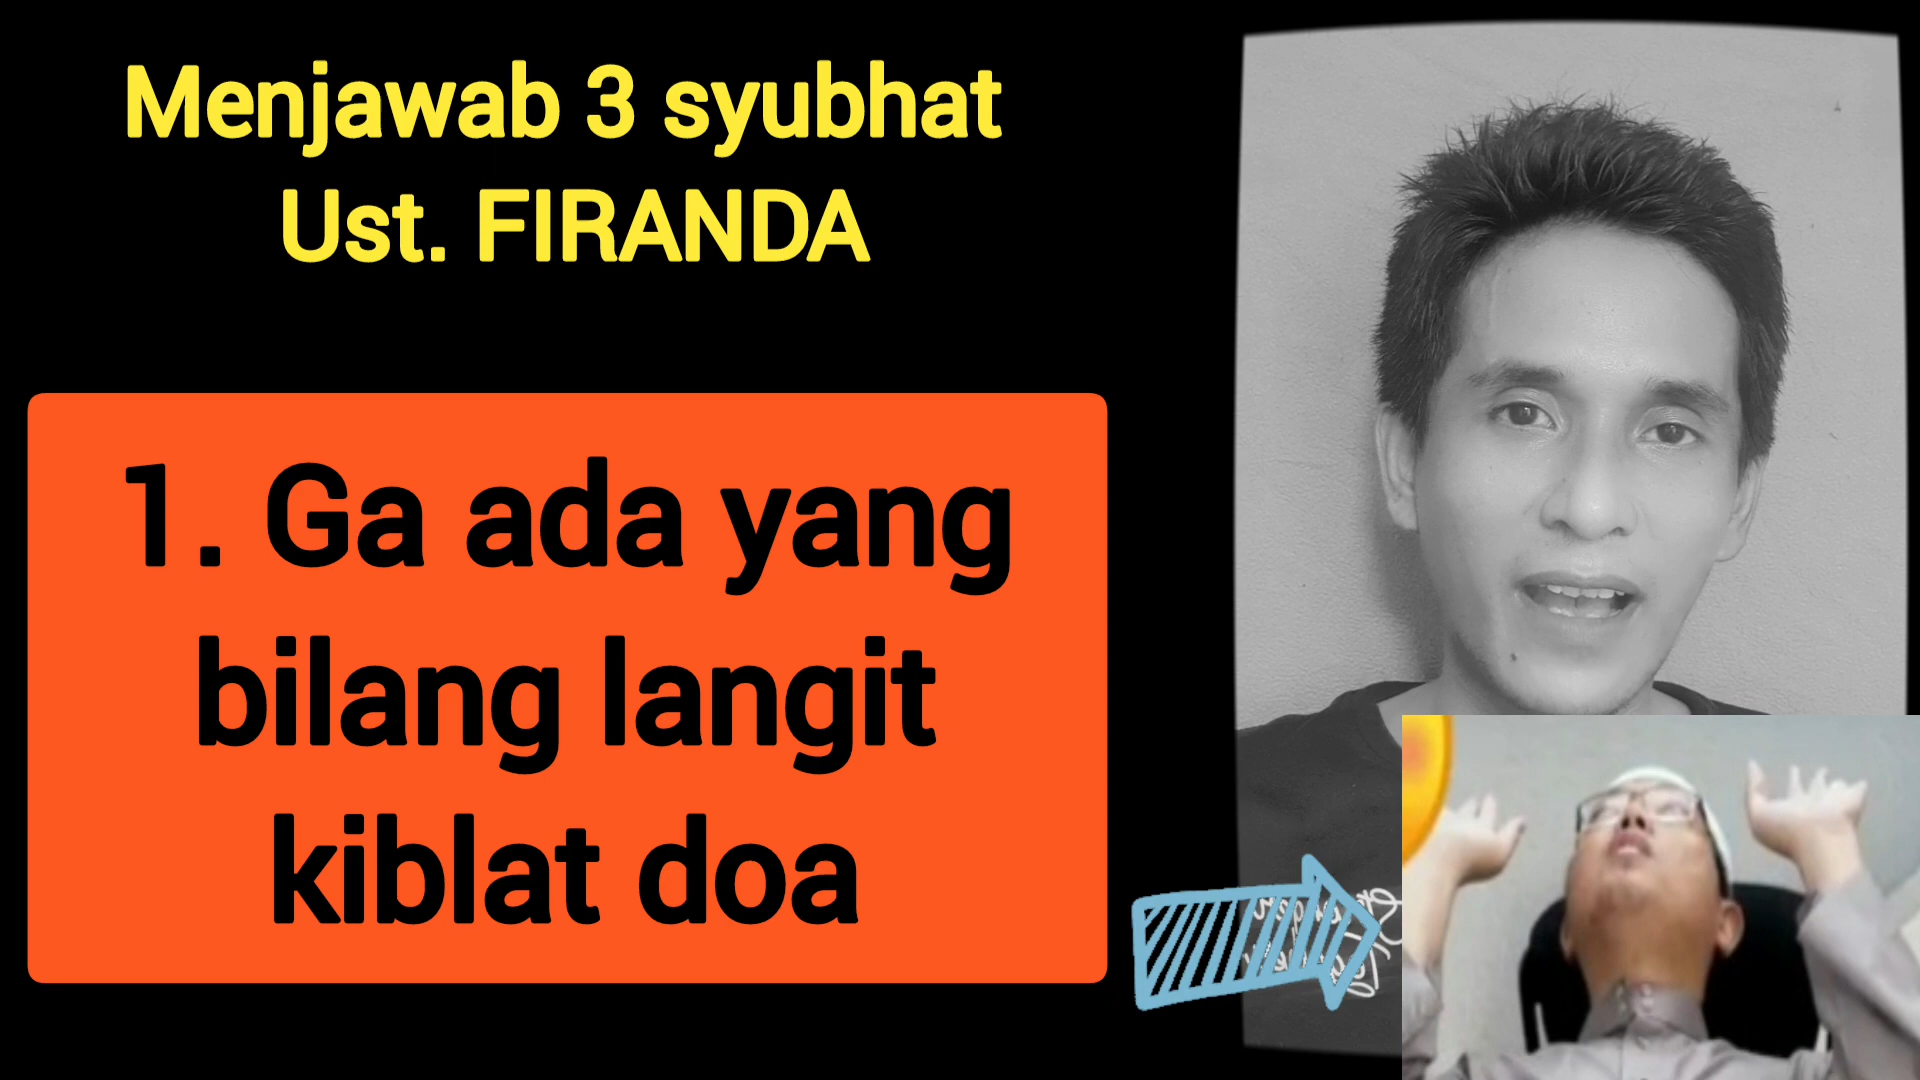 Menjawab 3 syubhat
Ust. FIRANDA
1. Ga ada yang
bilang langit
kiblat doa